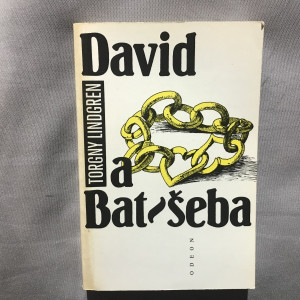 David
TORGNY LINDGREN
a
Bat-šeba
ODEON